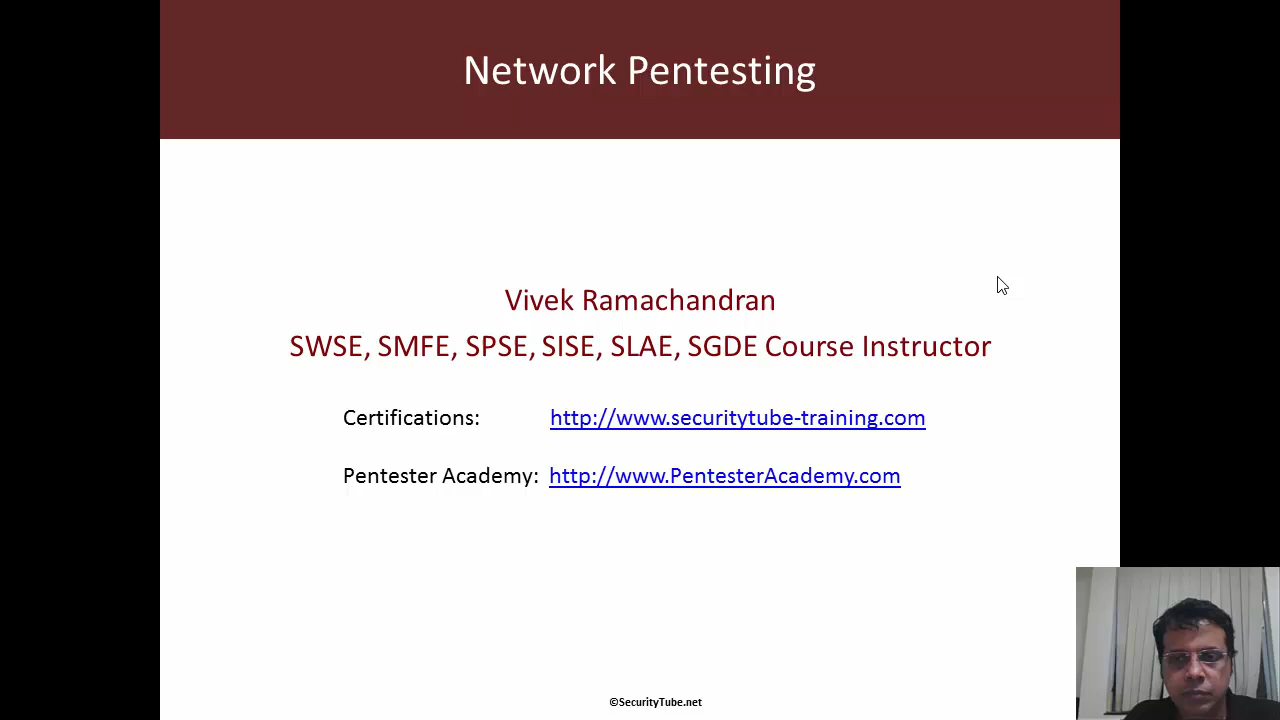 Network Pentesting
Vivek Ramachandran
SWSE, SMFE, SPSE, SISE, SLAE, SGDE Course Instructor
Certifications: http://www.securitytube-training.com
Pentester Academy: http://www.PentesterAcademy.com
©SecurityTube.net